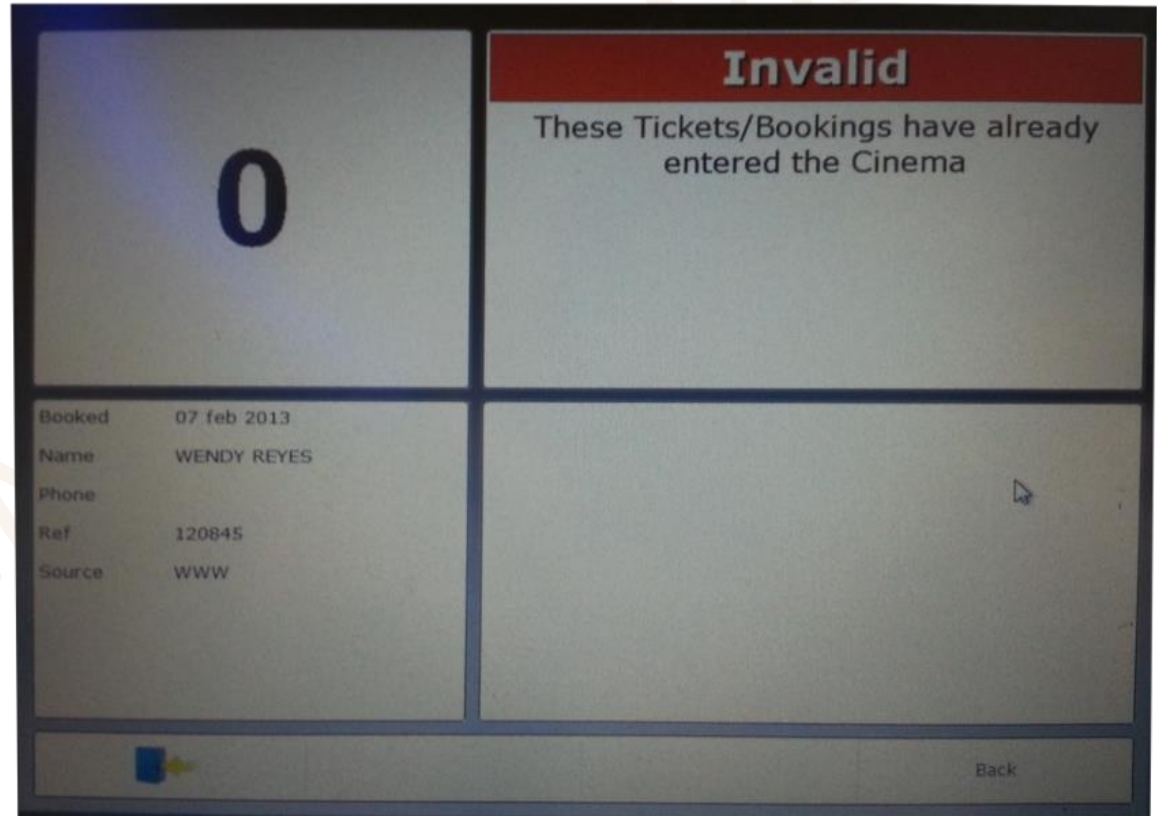 0
Invalid
These Tickets/Bookings have already
entered the Cinema
Booked 07 feb 2013
Name WENDY REYES
Phone
Ref 120845
Source WWW
Back